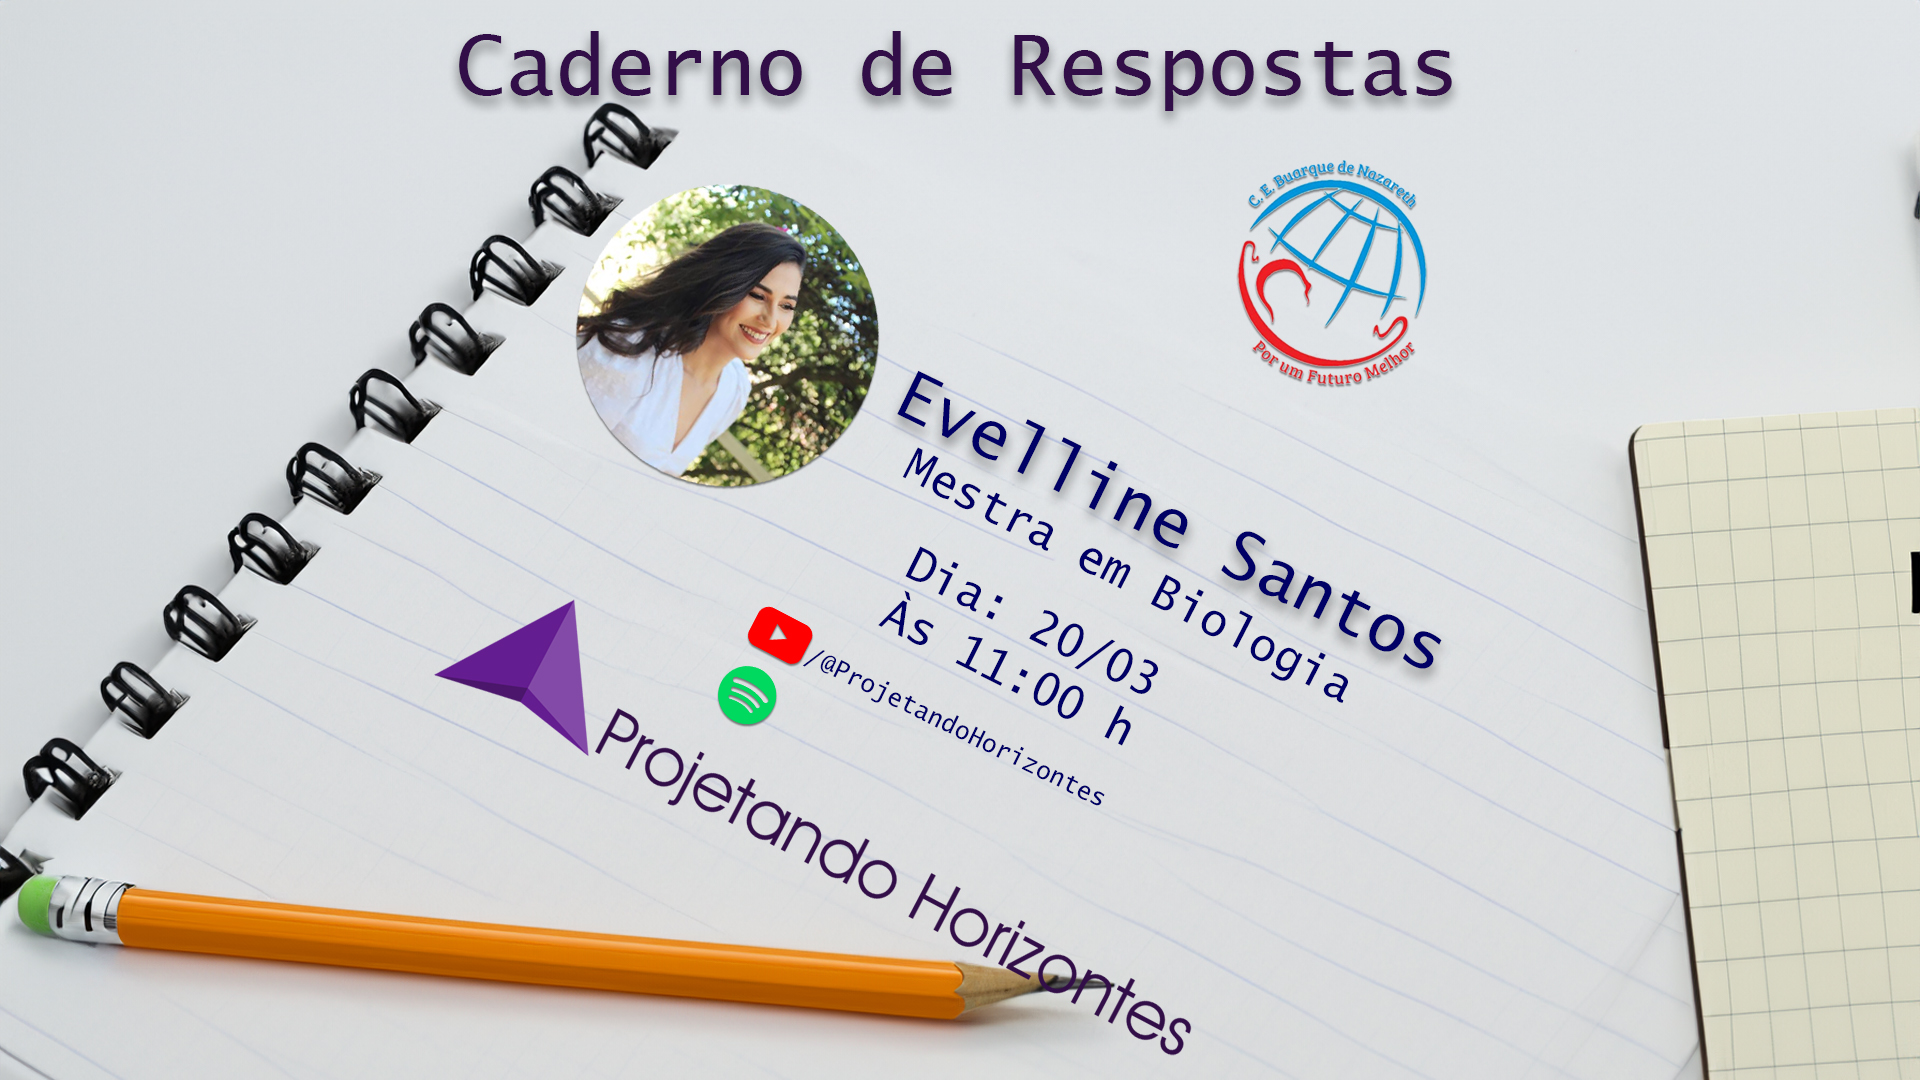 Caderno de Respostas
C. E. Buarque de Nazareth
Por um Futuro Melhor
Evelline Santos
Mestra em Biologia
Dia: 20/03
Às 11:00 h
/@ProjetandoHorizontes
Projetando Horizontes